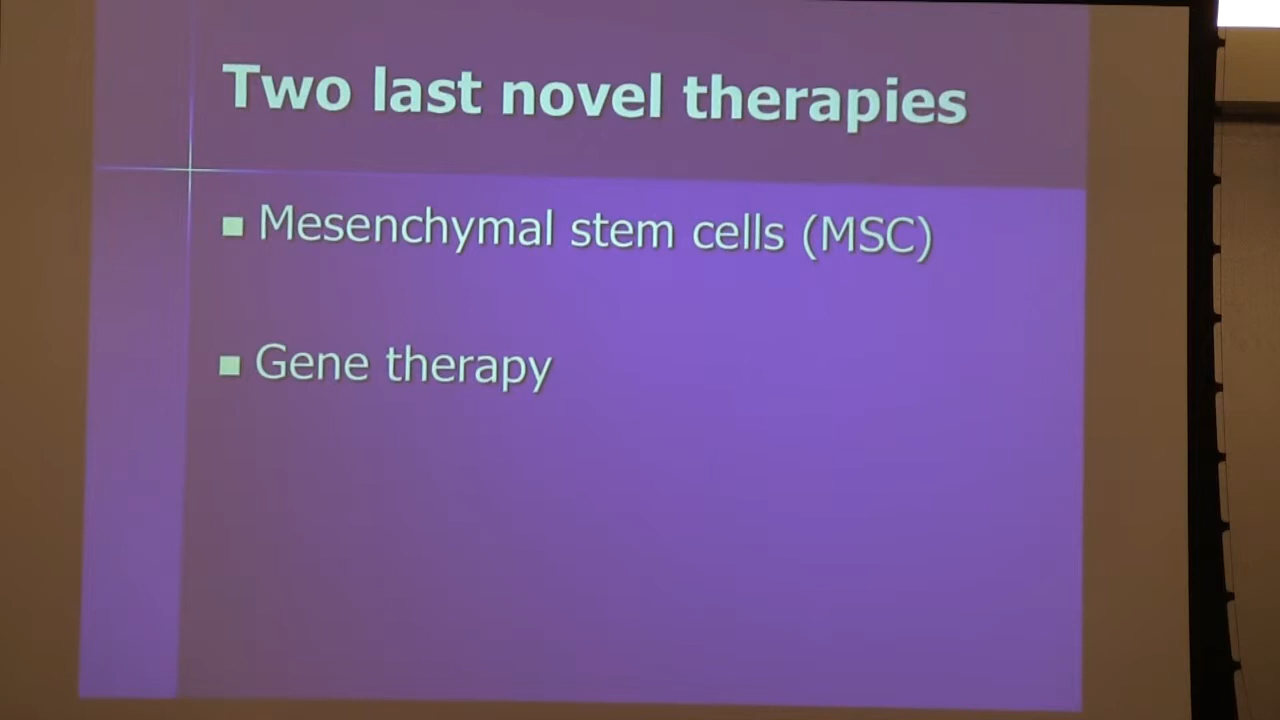 Two last novel therapies
Mesenchymal stem cells (MSC)
Gene therapy